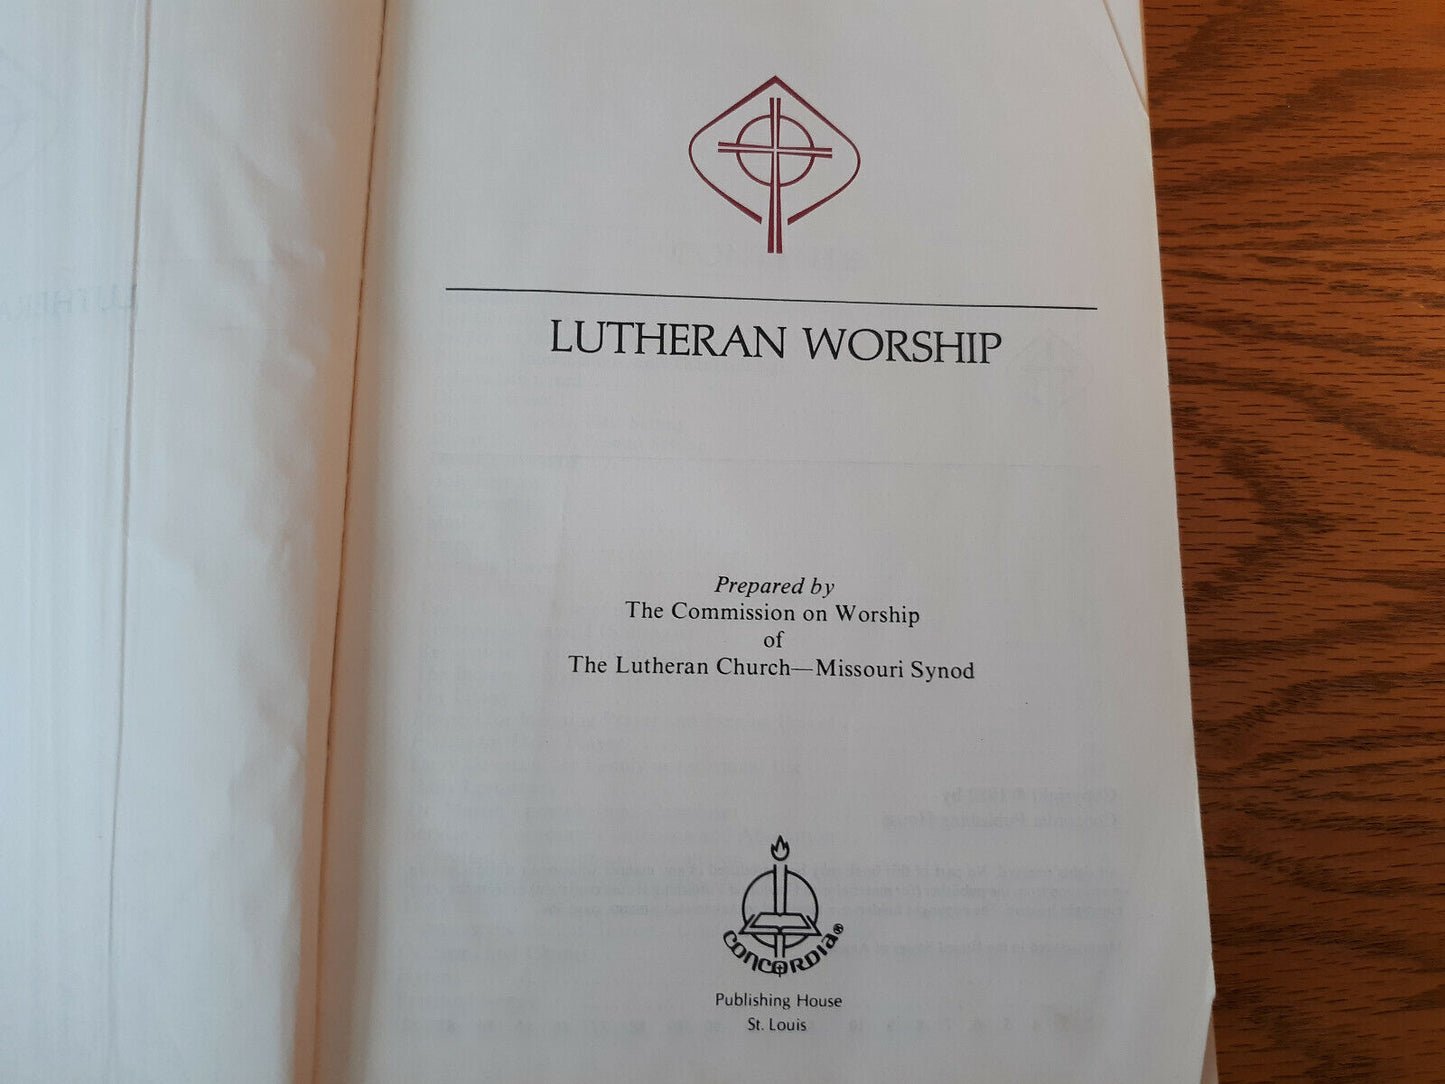 LUTHERAN WORSHIP
Prepared by
The Commission on Worship
of
The Lutheran Church—Missouri Synod
CONCORDIA®
Publishing House
St. Louis